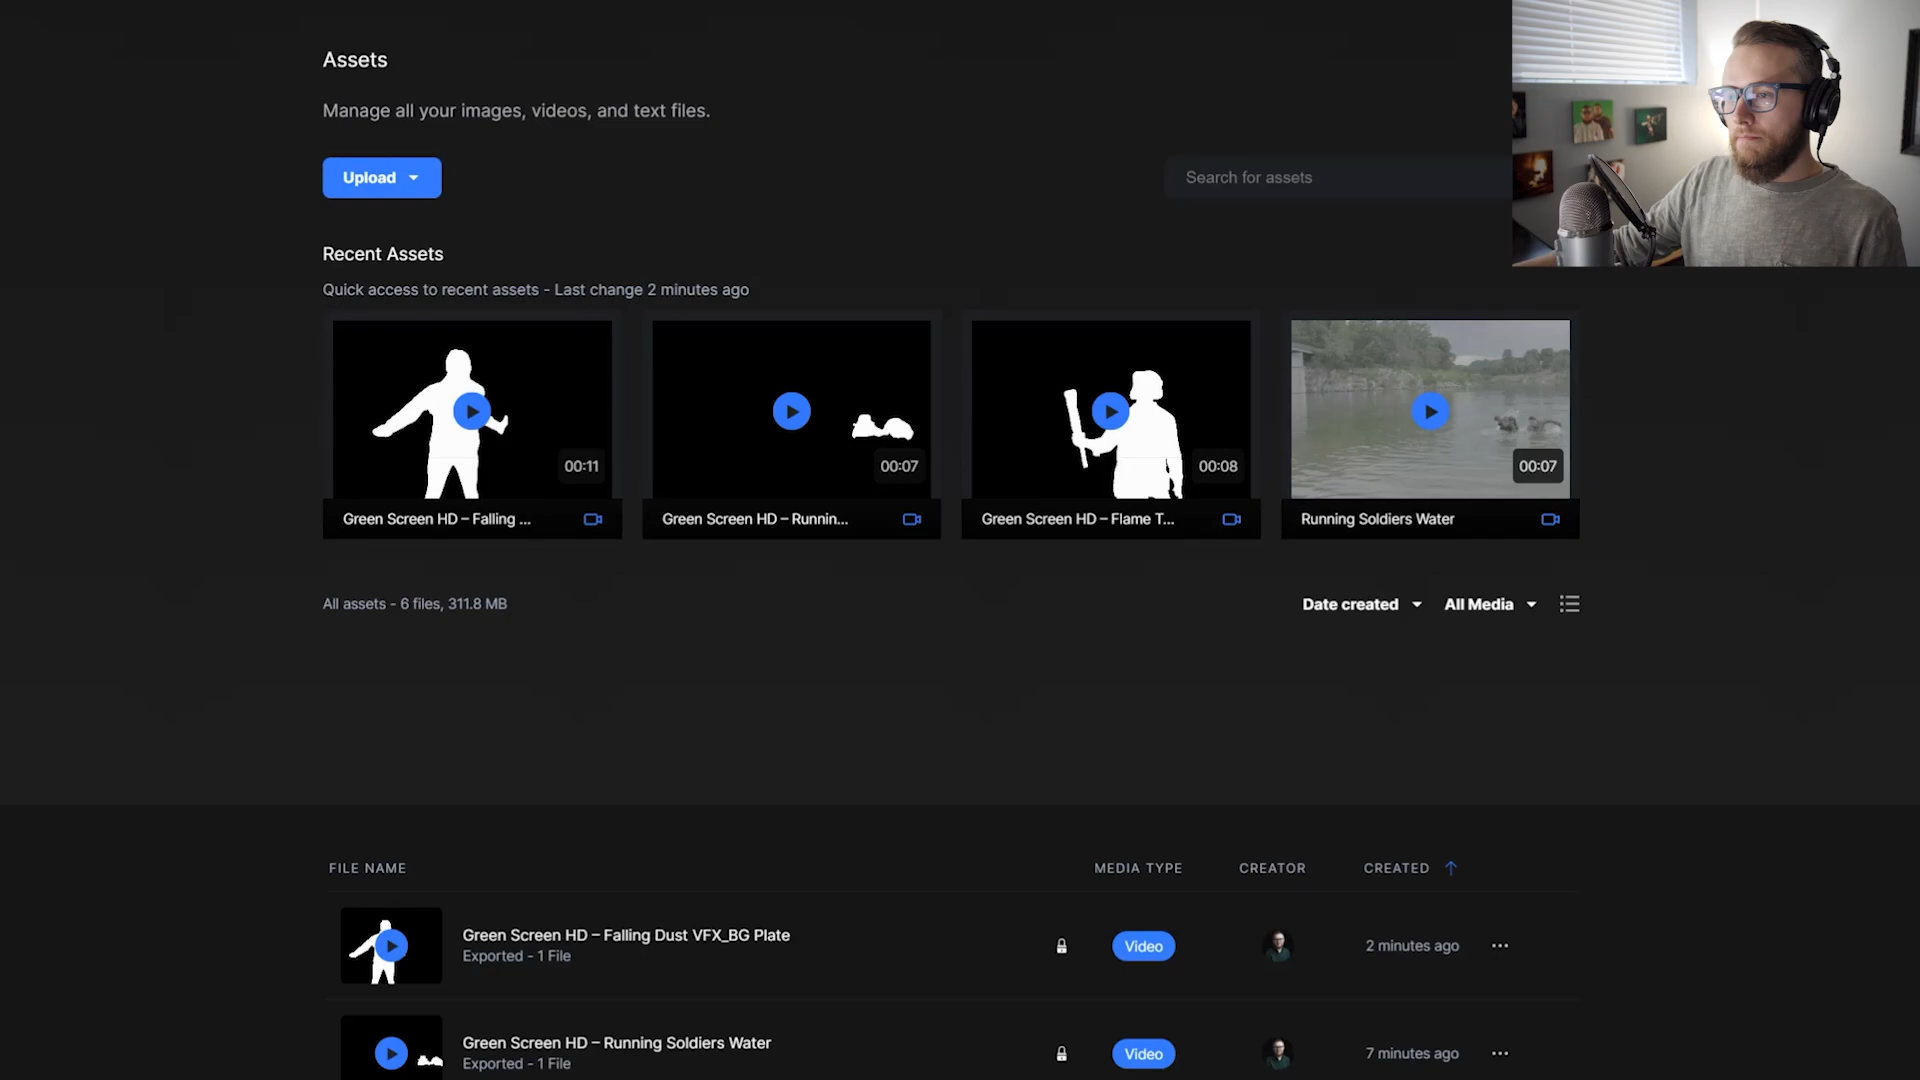 Assets
Manage all your images, videos, and text files.
Upload
Search for assets
Recent Assets
Quick access to recent assets - Last change 2 minutes ago
00:11
00:07
00:08
00:07
Green Screen HD – Falling ...
Green Screen HD – Runnin...
Green Screen HD – Flame T...
Running Soldiers Water
All assets - 6 files, 311.8 MB
Date created
All Media
FILE NAME
MEDIA TYPE
CREATOR
CREATED
Green Screen HD – Falling Dust VFX_BG Plate
Exported - 1 File
Video
2 minutes ago
Green Screen HD – Running Soldiers Water
Exported - 1 File
Video
7 minutes ago